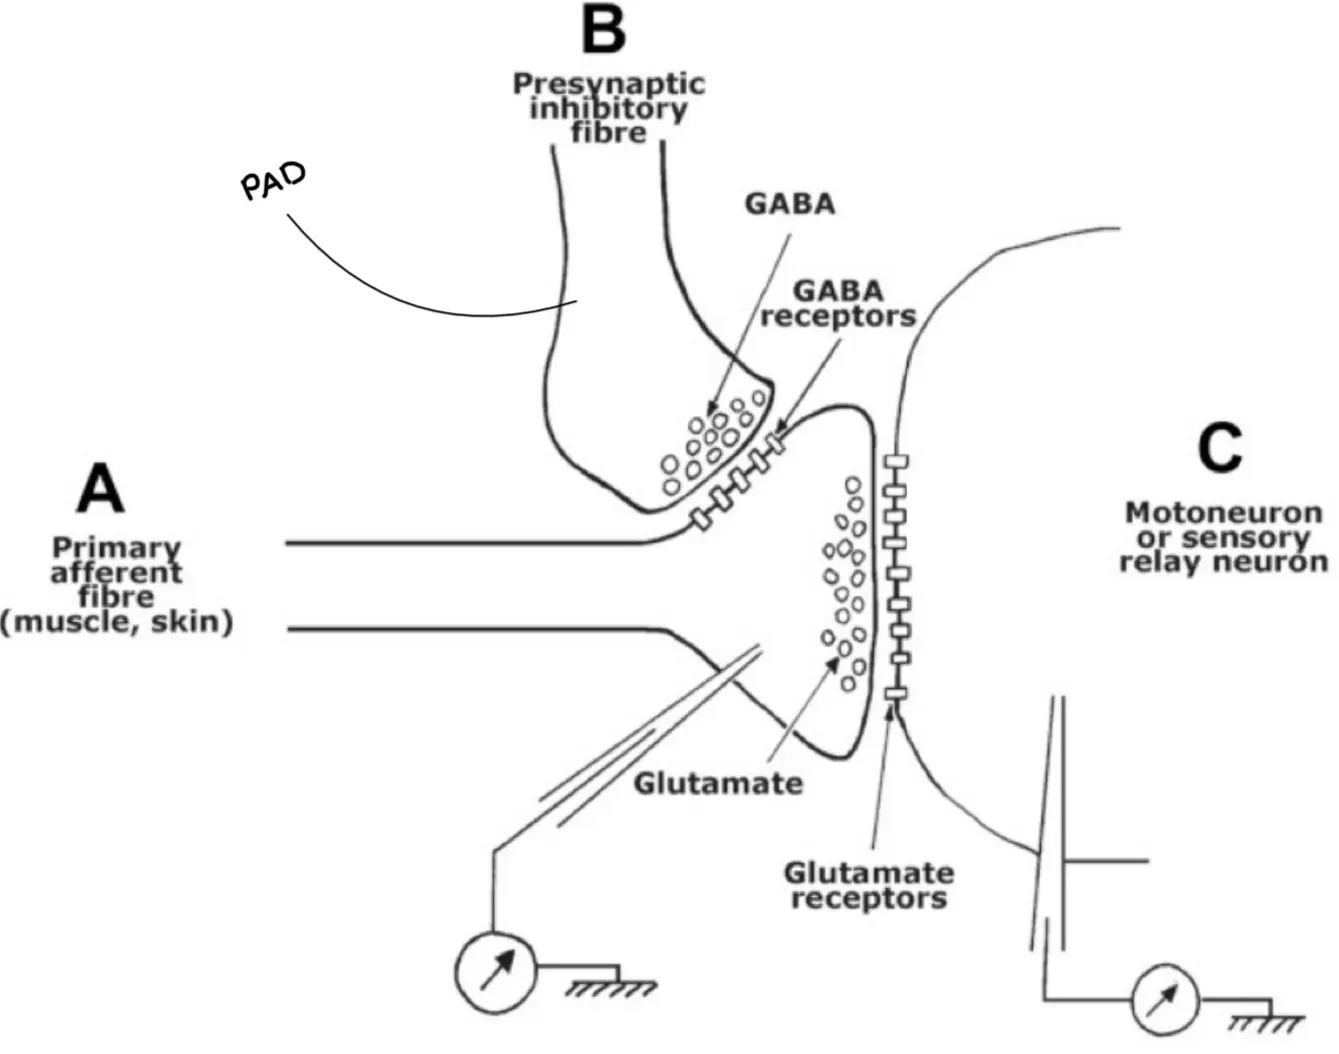 B
Presynaptic
inhibitory
fibre
PAD
GABA
GABA
receptors
A
Primary
afferent
fibre
(muscle, skin)
C
Motoneuron
or sensory
relay neuron
Glutamate
Glutamate
receptors